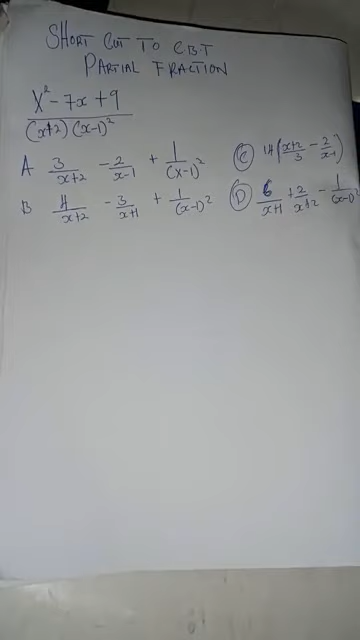 SHORT CUT TO C.B.T
PARTIAL FRACTION
x² - 7x + 9
(x+2) (x-1)²
A 3/(x+2) - 2/(x-1) + 1/(x-1)²
B 4/(x+2) - 3/(x+1) + 1/(x-1)²
C 14((x+2)/3 - 2/(x-1)
D 6/(x+1) + 2/(x+2) - 1/(x-1)²